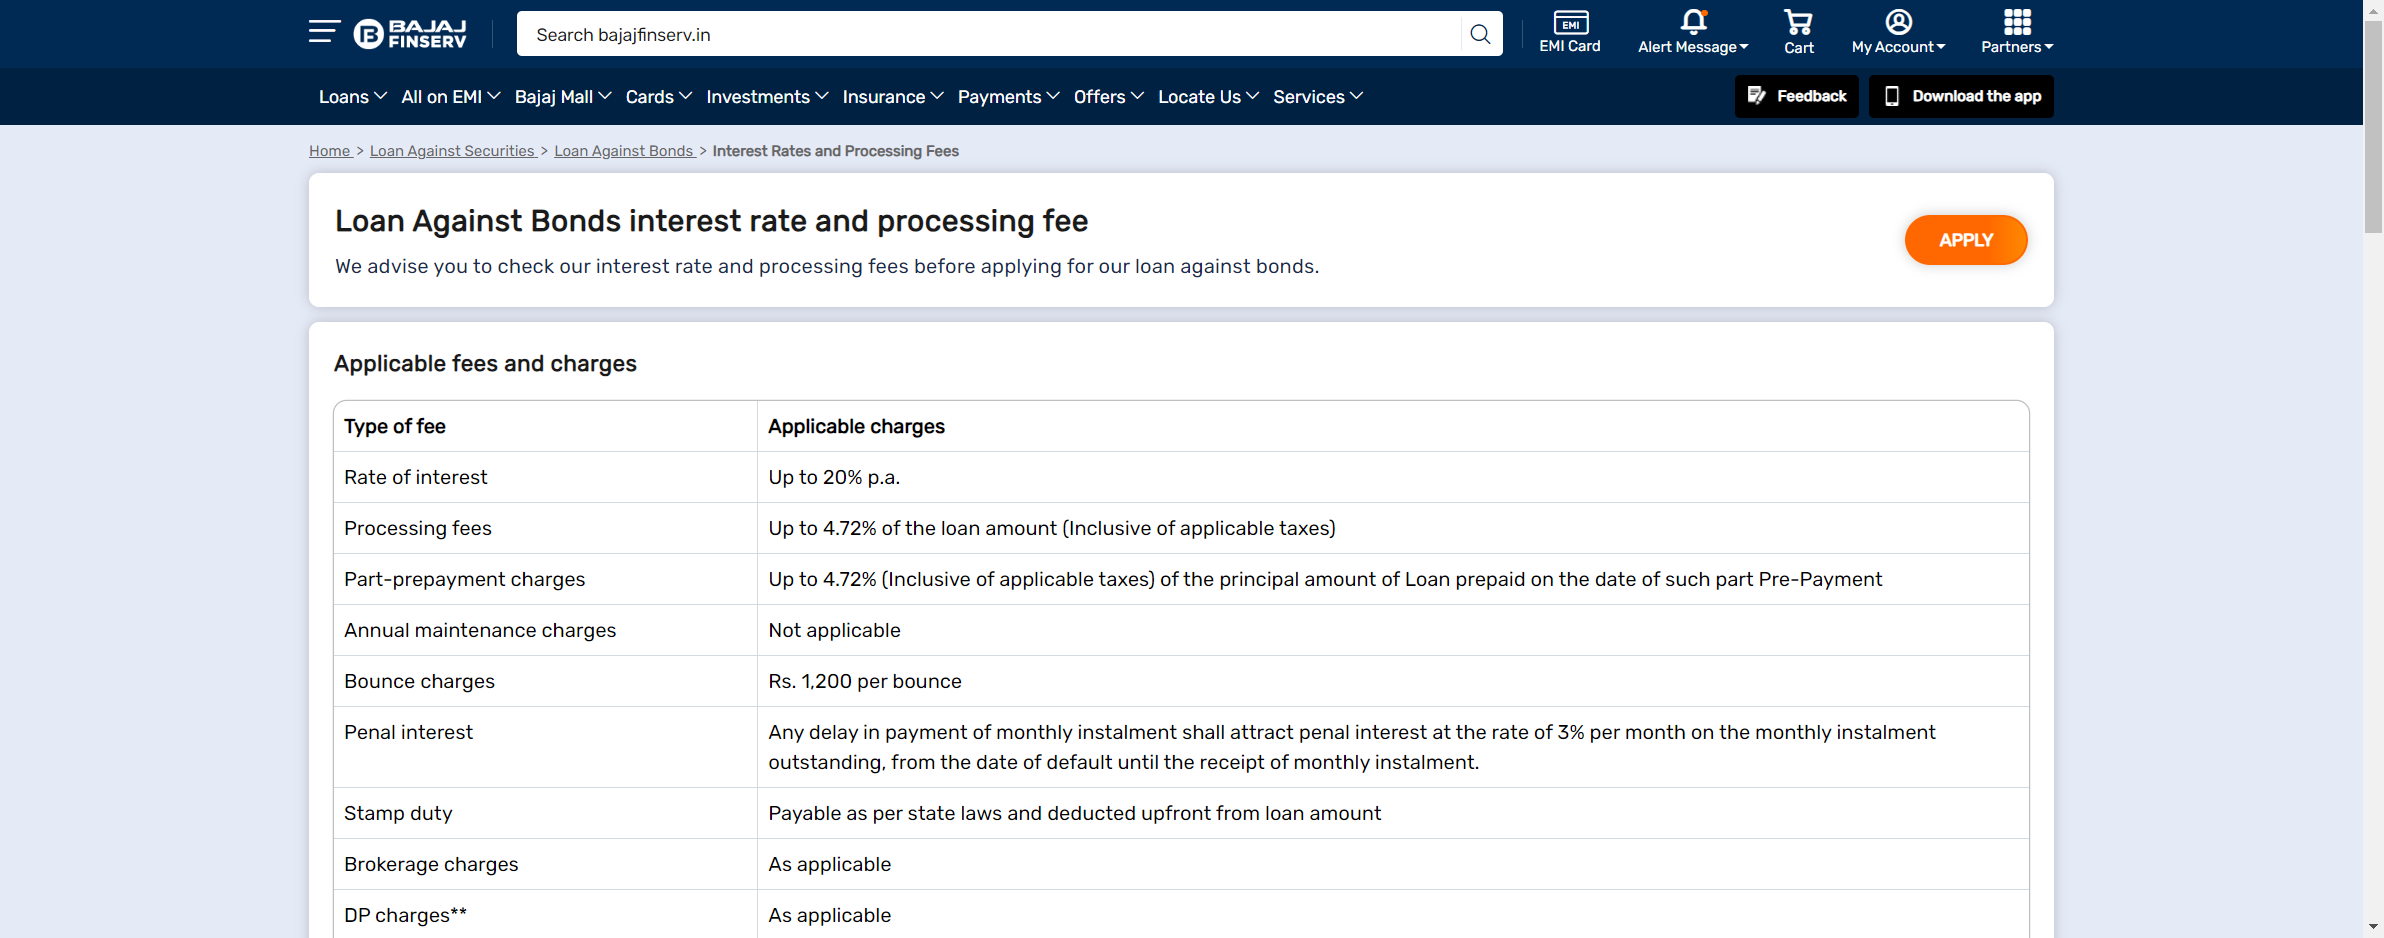 BAJAJ
FINSERV
Search bajajfinserv.in
EMI
EMI Card
Alert Message
Cart
My Account
Partners
Loans
All on EMI
Bajaj Mall
Cards
Investments
Insurance
Payments
Offers
Locate Us
Services
Feedback
Download the app
Home > Loan Against Securities > Loan Against Bonds > Interest Rates and Processing Fees
Loan Against Bonds interest rate and processing fee
We advise you to check our interest rate and processing fees before applying for our loan against bonds.
APPLY
Applicable fees and charges
Type of fee Applicable charges
Rate of interest Up to 20% p.a.
Processing fees Up to 4.72% of the loan amount (Inclusive of applicable taxes)
Part-prepayment charges Up to 4.72% (Inclusive of applicable taxes) of the principal amount of Loan prepaid on the date of such part Pre-Payment
Annual maintenance charges Not applicable
Bounce charges Rs. 1,200 per bounce
Penal interest Any delay in payment of monthly instalment shall attract penal interest at the rate of 3% per month on the monthly instalment
outstanding, from the date of default until the receipt of monthly instalment.
Stamp duty Payable as per state laws and deducted upfront from loan amount
Brokerage charges As applicable
DP charges** As applicable